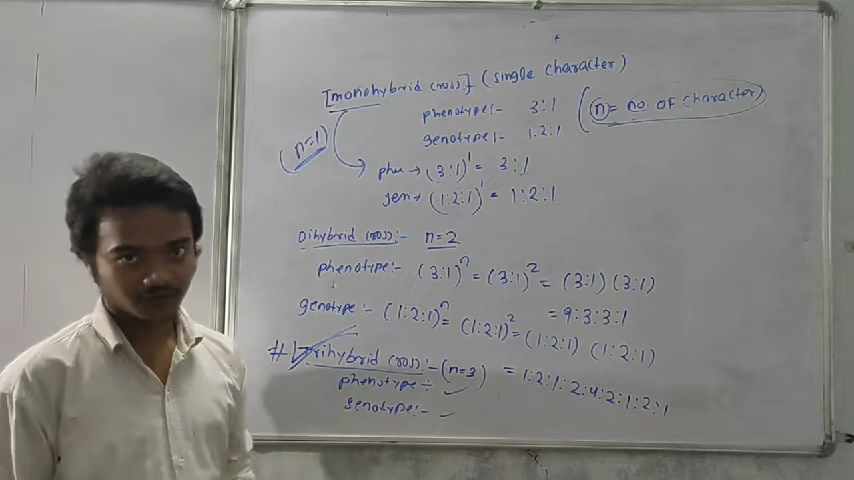 [monohybrid cross] (single character)
phenotype:- 3:1 (n = no. of character)
genotype:- 1:2:1
(n=1)
phe → (3:1)¹ = 3:1
gen → (1:2:1)¹ = 1:2:1
Dihybrid cross:- n=2
phenotype:- (3:1)ⁿ = (3:1)² = (3:1) (3:1)
= 9:3:3:1
genotype:- (1:2:1)ⁿ = (1:2:1)² = (1:2:1) (1:2:1)
= 1:2:1:2:4:2:1:2:1
# Trihybrid cross:- (n=3)
phenotype:-
genotype:-